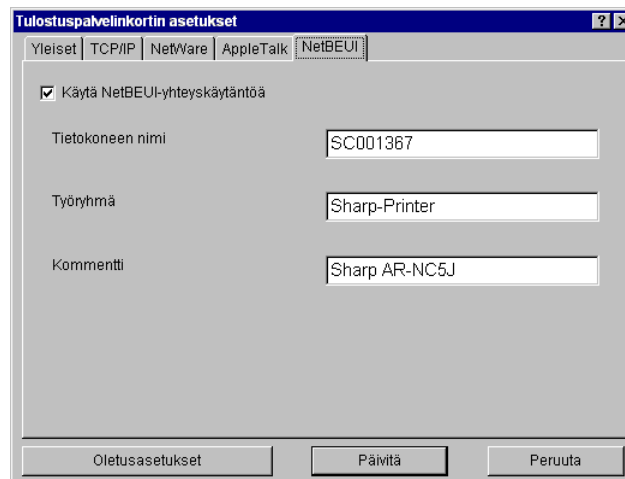 Tulostuspalvelinkortin asetukset
Yleiset TCP/IP NetWare AppleTalk NetBEUI
Käytä NetBEUI-yhteyskäytäntöä
Tietokoneen nimi SC001367
Työryhmä Sharp-Printer
Kommentti Sharp AR-NC5J
Oletusasetukset Päivitä Peruuta